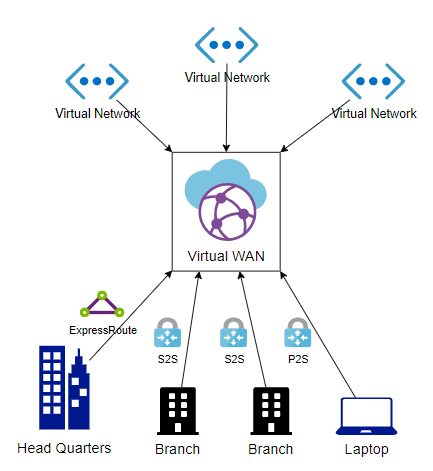 Virtual Network
Virtual Network
Virtual Network
Virtual WAN
ExpressRoute
S2S
S2S
P2S
Head Quarters
Branch
Branch
Laptop